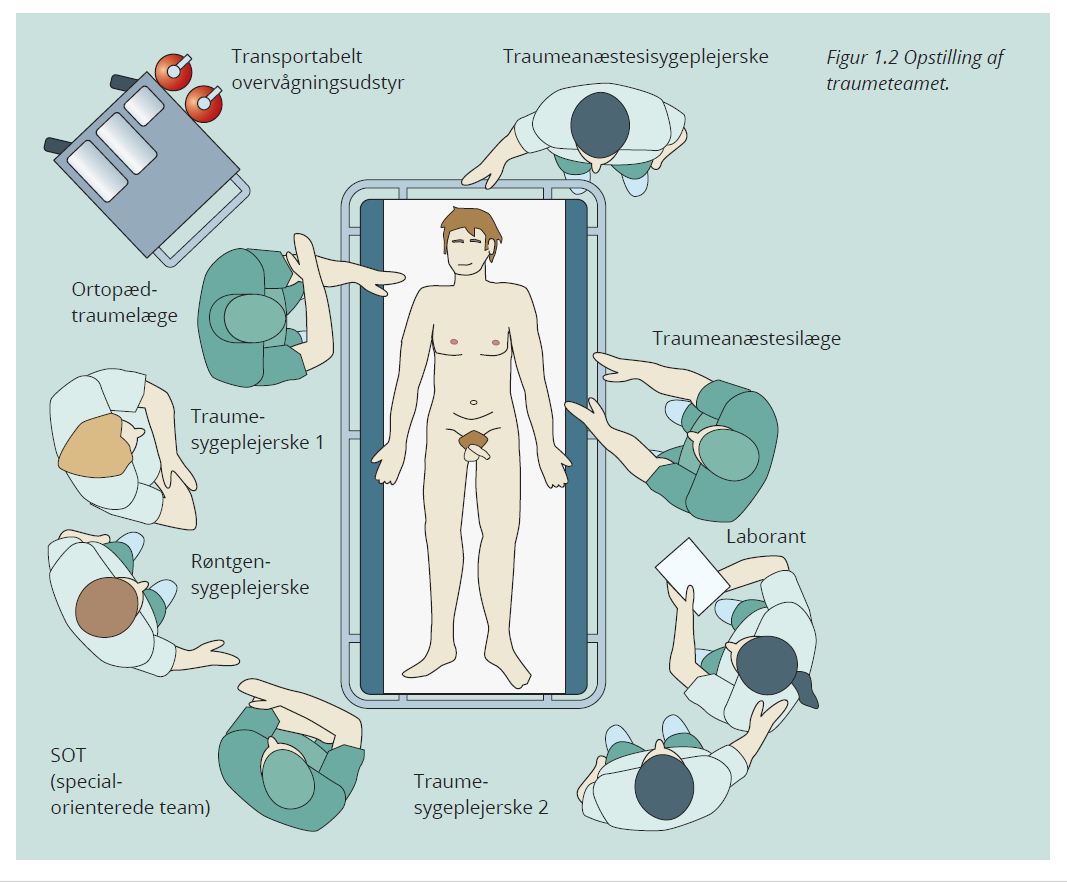 Transportabelt
overvågningsudstyr
Traumeanæstesisygeplejerske
Figur 1.2 Opstilling af
traumeteamet.
Ortopæd-
traumelæge
Traumeanæstesilæge
Traume-
sygeplejerske 1
Laborant
Røntgen-
sygeplejerske
SOT
(special-
orienterede team)
Traume-
sygeplejerske 2